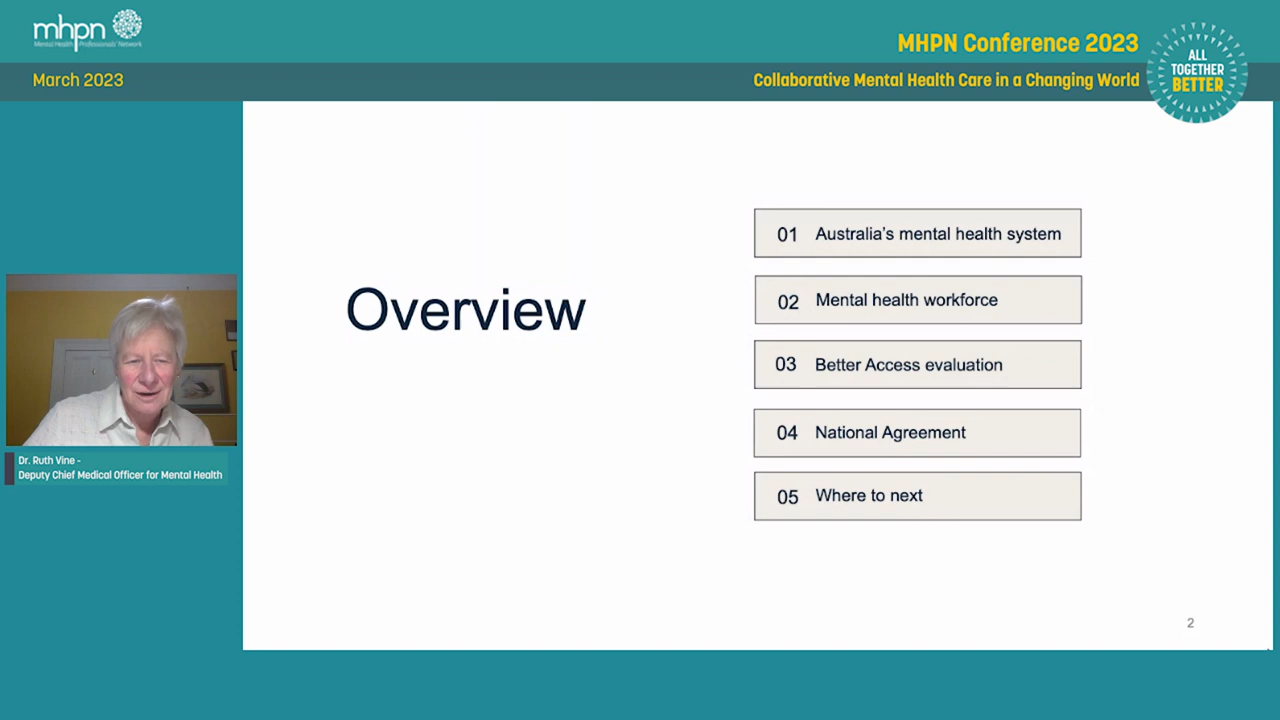 mhpn
Mental Health Professionals' Network
MHPN Conference 2023
March 2023
Collaborative Mental Health Care in a Changing World
ALL
TOGETHER
BETTER
Overview
01 Australia's mental health system
02 Mental health workforce
03 Better Access evaluation
04 National Agreement
05 Where to next
Dr. Ruth Vine -
Deputy Chief Medical Officer for Mental Health
2